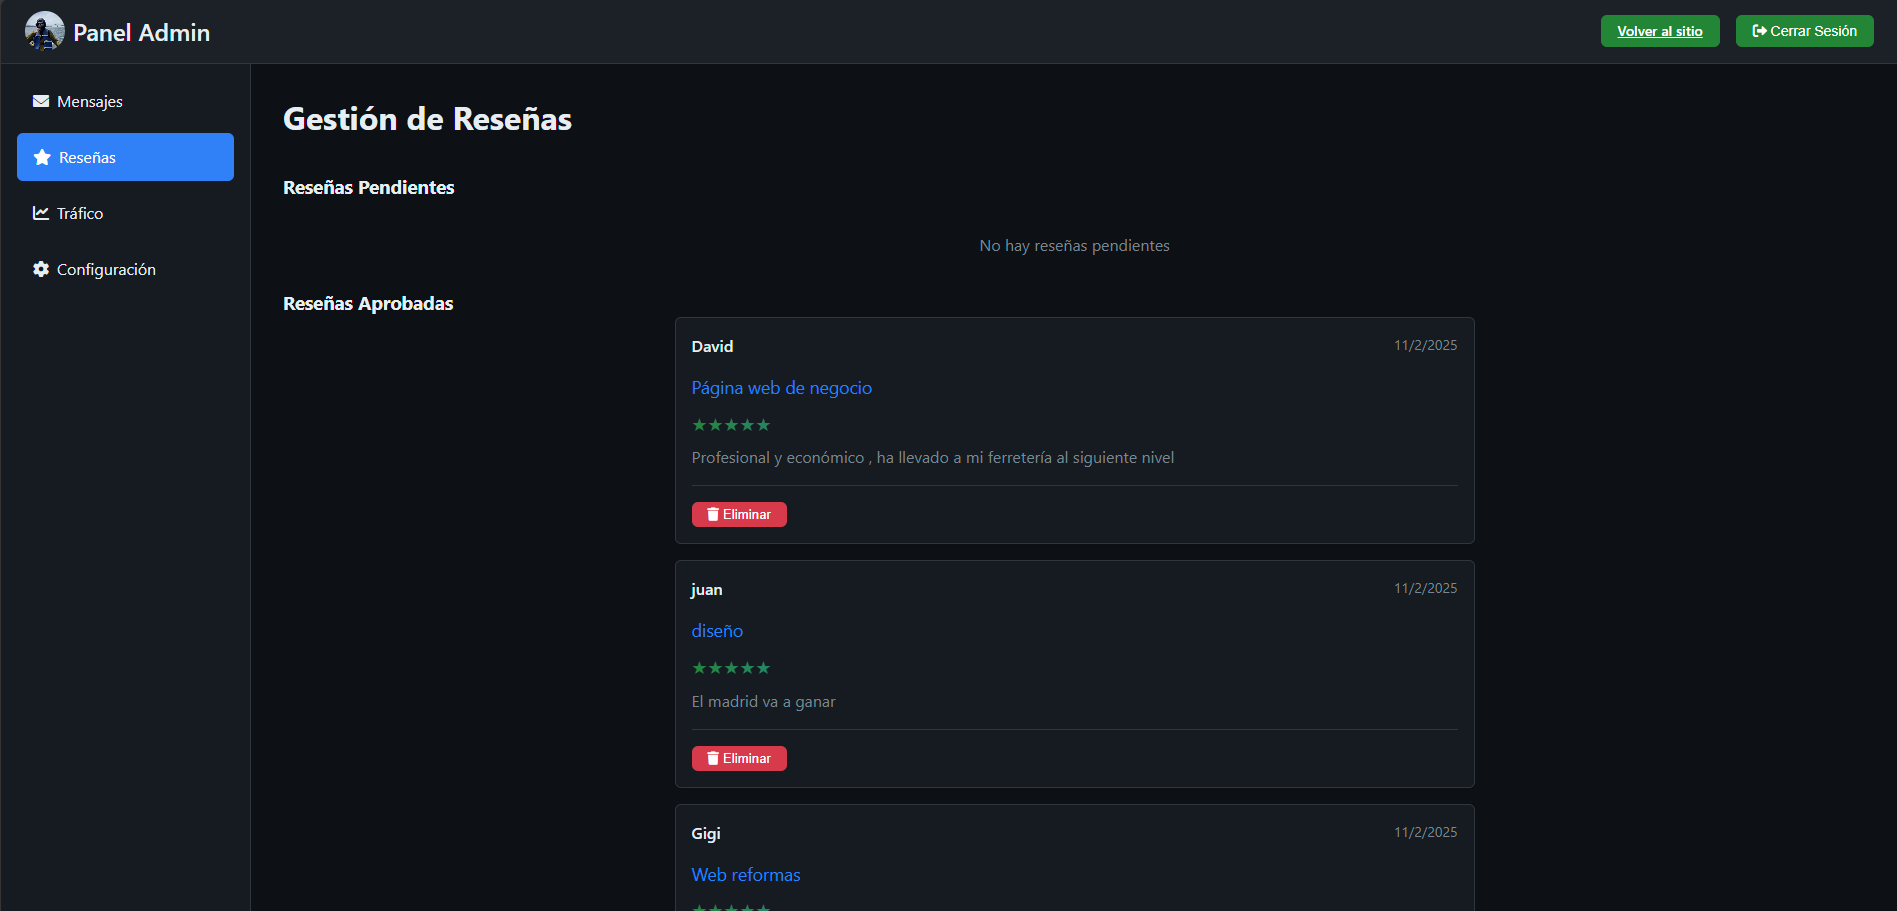 Panel Admin
Volver al sitio
Cerrar Sesión
Mensajes
Reseñas
Tráfico
Configuración
Gestión de Reseñas
Reseñas Pendientes
No hay reseñas pendientes
Reseñas Aprobadas
David
11/2/2025
Página web de negocio
★★★★★
Profesional y económico , ha llevado a mi ferretería al siguiente nivel
Eliminar
juan
11/2/2025
diseño
★★★★★
El madrid va a ganar
Eliminar
Gigi
11/2/2025
Web reformas
★★★★★